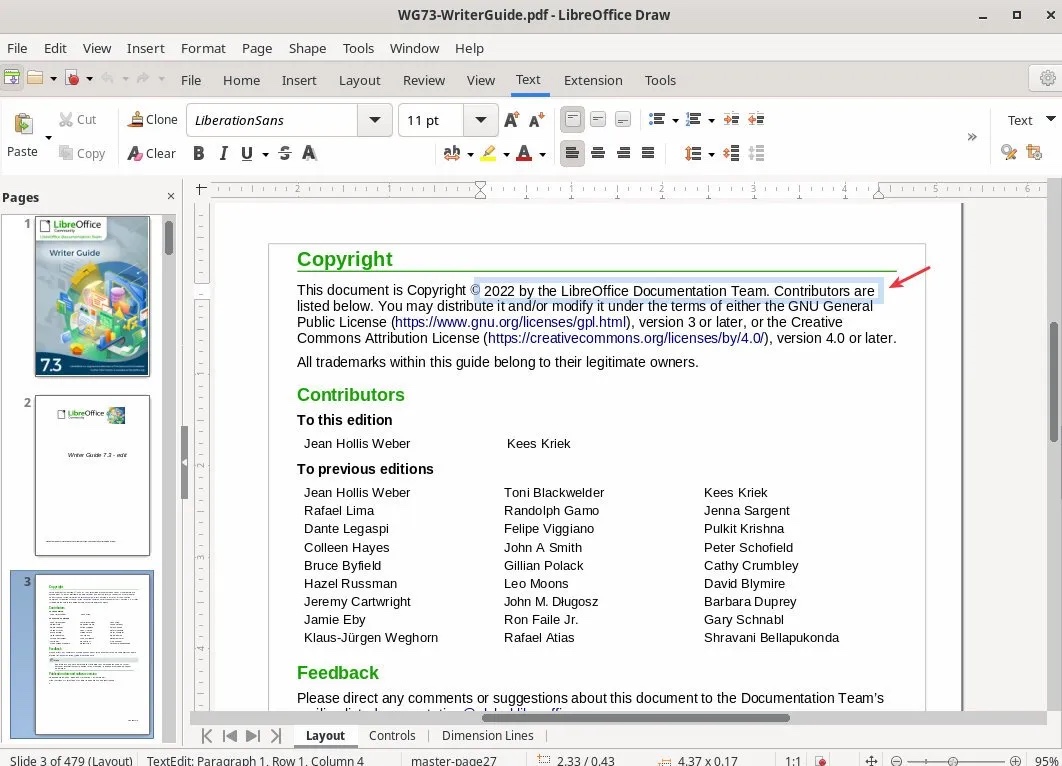 WG73-WriterGuide.pdf - LibreOffice Draw
File Edit View Insert Format Page Shape Tools Window Help
File Home Insert Layout Review View Text Extension Tools
Paste
Cut
Copy
Clone
Clear
LiberationSans
11 pt
Text
Pages
1
LibreOffice
Community
Writer Guide
7.3
2
LibreOffice
Community
Writer Guide 7.3 - edit
3
2 1 1 2 3 4 5 6
1
2
3
4
Copyright
This document is Copyright © 2022 by the LibreOffice Documentation Team. Contributors are
listed below. You may distribute it and/or modify it under the terms of either the GNU General
Public License (https://www.gnu.org/licenses/gpl.html), version 3 or later, or the Creative
Commons Attribution License (https://creativecommons.org/licenses/by/4.0/), version 4.0 or later.
All trademarks within this guide belong to their legitimate owners.
Contributors
To this edition
Jean Hollis Weber Kees Kriek
To previous editions
Jean Hollis Weber Toni Blackwelder Kees Kriek
Rafael Lima Randolph Gamo Jenna Sargent
Dante Legaspi Felipe Viggiano Pulkit Krishna
Colleen Hayes John A Smith Peter Schofield
Bruce Byfield Gillian Polack Cathy Crumbley
Hazel Russman Leo Moons David Blymire
Jeremy Cartwright John M. Długosz Barbara Duprey
Jamie Eby Ron Faile Jr. Gary Schnabl
Klaus-Jürgen Weghorn Rafael Atias Shravani Bellapukonda
Feedback
Please direct any comments or suggestions about this document to the Documentation Team's
Layout Controls Dimension Lines
Slide 3 of 479 (Layout) TextEdit: Paragraph 1, Row 1, Column 4 master-page27 2.33 / 0.43 4.37 x 0.17 1:1 95%